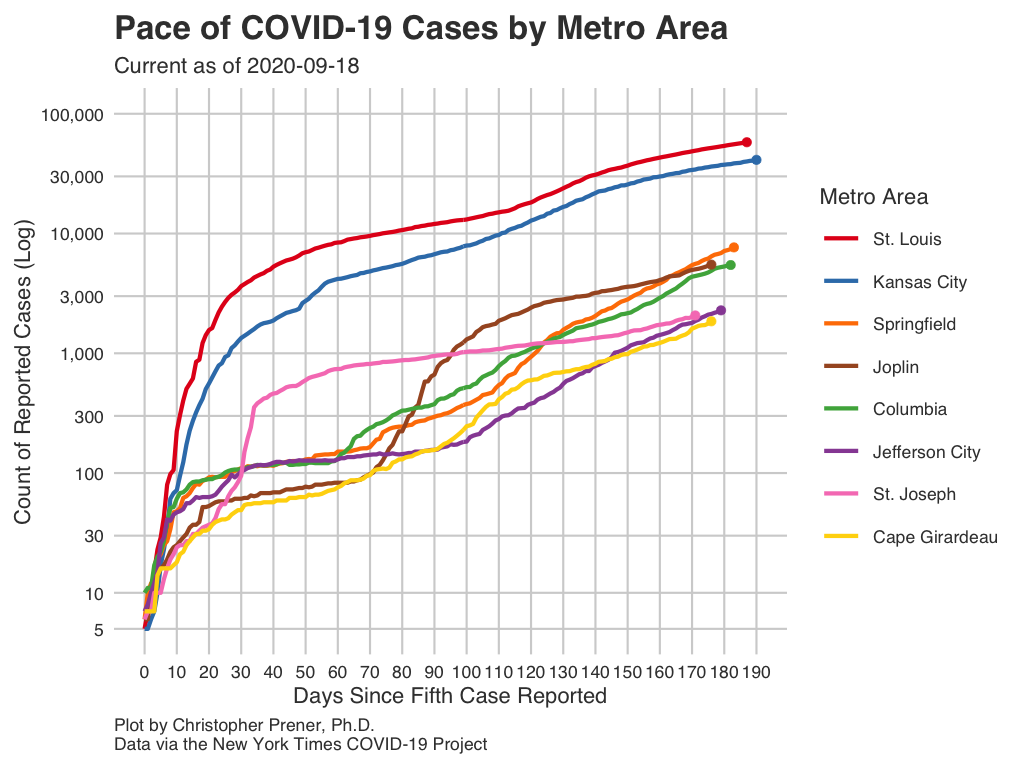 Pace of COVID-19 Cases by Metro Area
Current as of 2020-09-18
Count of Reported Cases (Log)
100,000
30,000
10,000
3,000
1,000
300
100
30
10
5
0 10 20 30 40 50 60 70 80 90 100 110 120 130 140 150 160 170 180 190
Days Since Fifth Case Reported
Metro Area
St. Louis
Kansas City
Springfield
Joplin
Columbia
Jefferson City
St. Joseph
Cape Girardeau
Plot by Christopher Prener, Ph.D.
Data via the New York Times COVID-19 Project